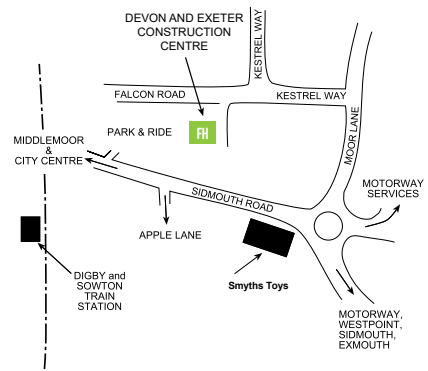 DEVON AND EXETER
CONSTRUCTION
CENTRE
KESTREL WAY
FALCON ROAD
KESTREL WAY
MOOR LANE
PARK & RIDE
FH
MIDDLEMOOR
&
CITY CENTRE
MOTORWAY
SERVICES
SIDMOUTH ROAD
APPLE LANE
DIGBY and
SOWTON
TRAIN
STATION
Smyths Toys
MOTORWAY,
WESTPOINT,
SIDMOUTH,
EXMOUTH